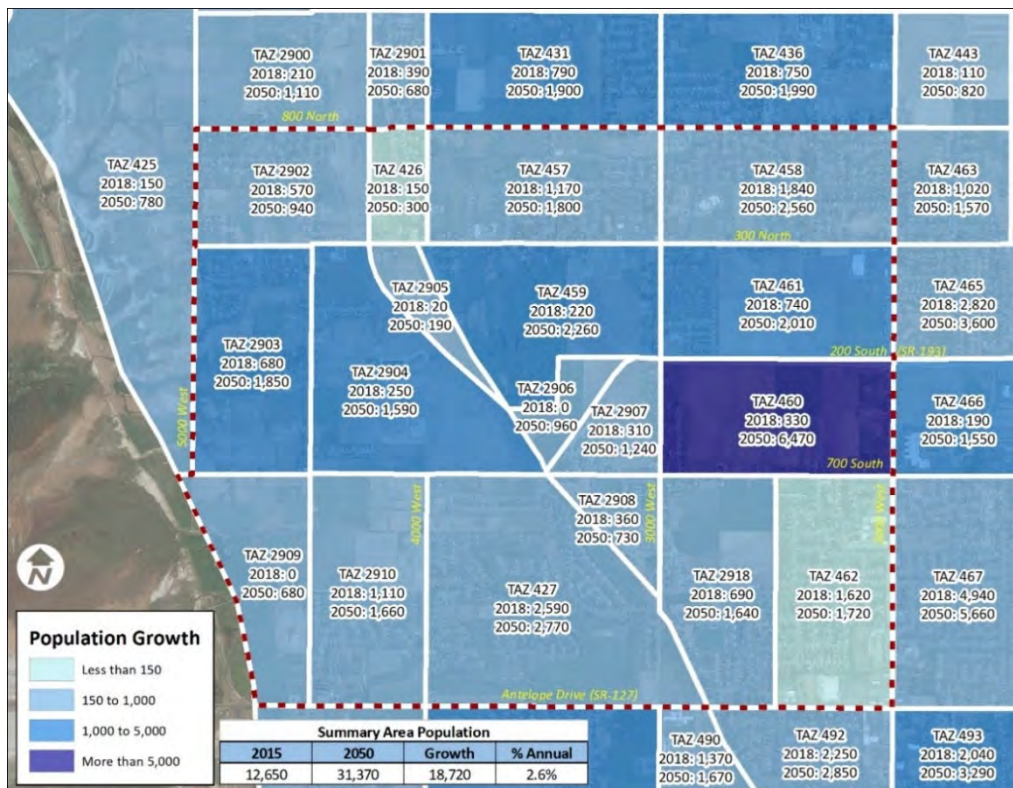 TAZ 2900
2018: 210
2050: 1,110
TAZ 2901
2018: 390
2050: 680
TAZ 431
2018: 790
2050: 1,900
TAZ 436
2018: 750
2050: 1,990
TAZ 443
2018: 110
2050: 820
800 North
TAZ 425
2018: 150
2050: 780
TAZ 2902
2018: 570
2050: 940
TAZ 426
2018: 150
2050: 300
TAZ 457
2018: 1,170
2050: 1,800
TAZ 458
2018: 1,840
2050: 2,560
TAZ 463
2018: 1,020
2050: 1,570
300 North
TAZ 2905
2018: 20
2050: 190
TAZ 459
2018: 220
2050: 2,260
TAZ 461
2018: 740
2050: 2,010
TAZ 465
2018: 2,820
2050: 3,600
200 South (SR-193)
TAZ 2903
2018: 680
2050: 1,850
TAZ 2904
2018: 250
2050: 1,590
TAZ 2906
2018: 0
2050: 960
TAZ 2907
2018: 310
2050: 1,240
TAZ 460
2018: 330
2050: 6,470
TAZ 466
2018: 190
2050: 1,550
5000 West
700 South
TAZ 2908
2018: 360
2050: 730
4000 West
3000 West
West
TAZ 2909
2018: 0
2050: 680
TAZ 2910
2018: 1,110
2050: 1,660
TAZ 427
2018: 2,590
2050: 2,770
TAZ 2918
2018: 690
2050: 1,640
TAZ 462
2018: 1,620
2050: 1,720
TAZ 467
2018: 4,940
2050: 5,660
N
Antelope Drive (SR-127)
Population Growth
Less than 150
150 to 1,000
1,000 to 5,000
More than 5,000
Summary Area Population
2015 2050 Growth % Annual
12,650 31,370 18,720 2.6%
TAZ 490
2018: 1,370
2050: 1,670
TAZ 492
2018: 2,250
2050: 2,850
TAZ 493
2018: 2,040
2050: 3,290